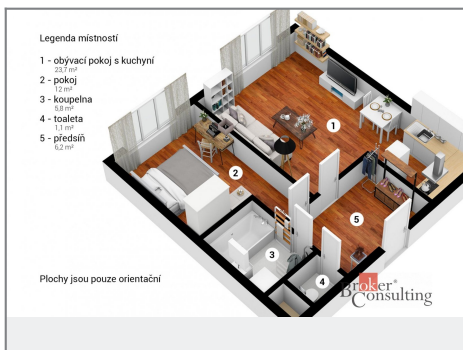 Legenda místností
1 - obývací pokoj s kuchyní
23,7 m²
2 - pokoj
12 m²
3 - koupelna
5,8 m²
4 - toaleta
1,1 m²
5 - předsíň
6,2 m²
1
2
5
3
4
Plochy jsou pouze orientační
Broker®
Consulting